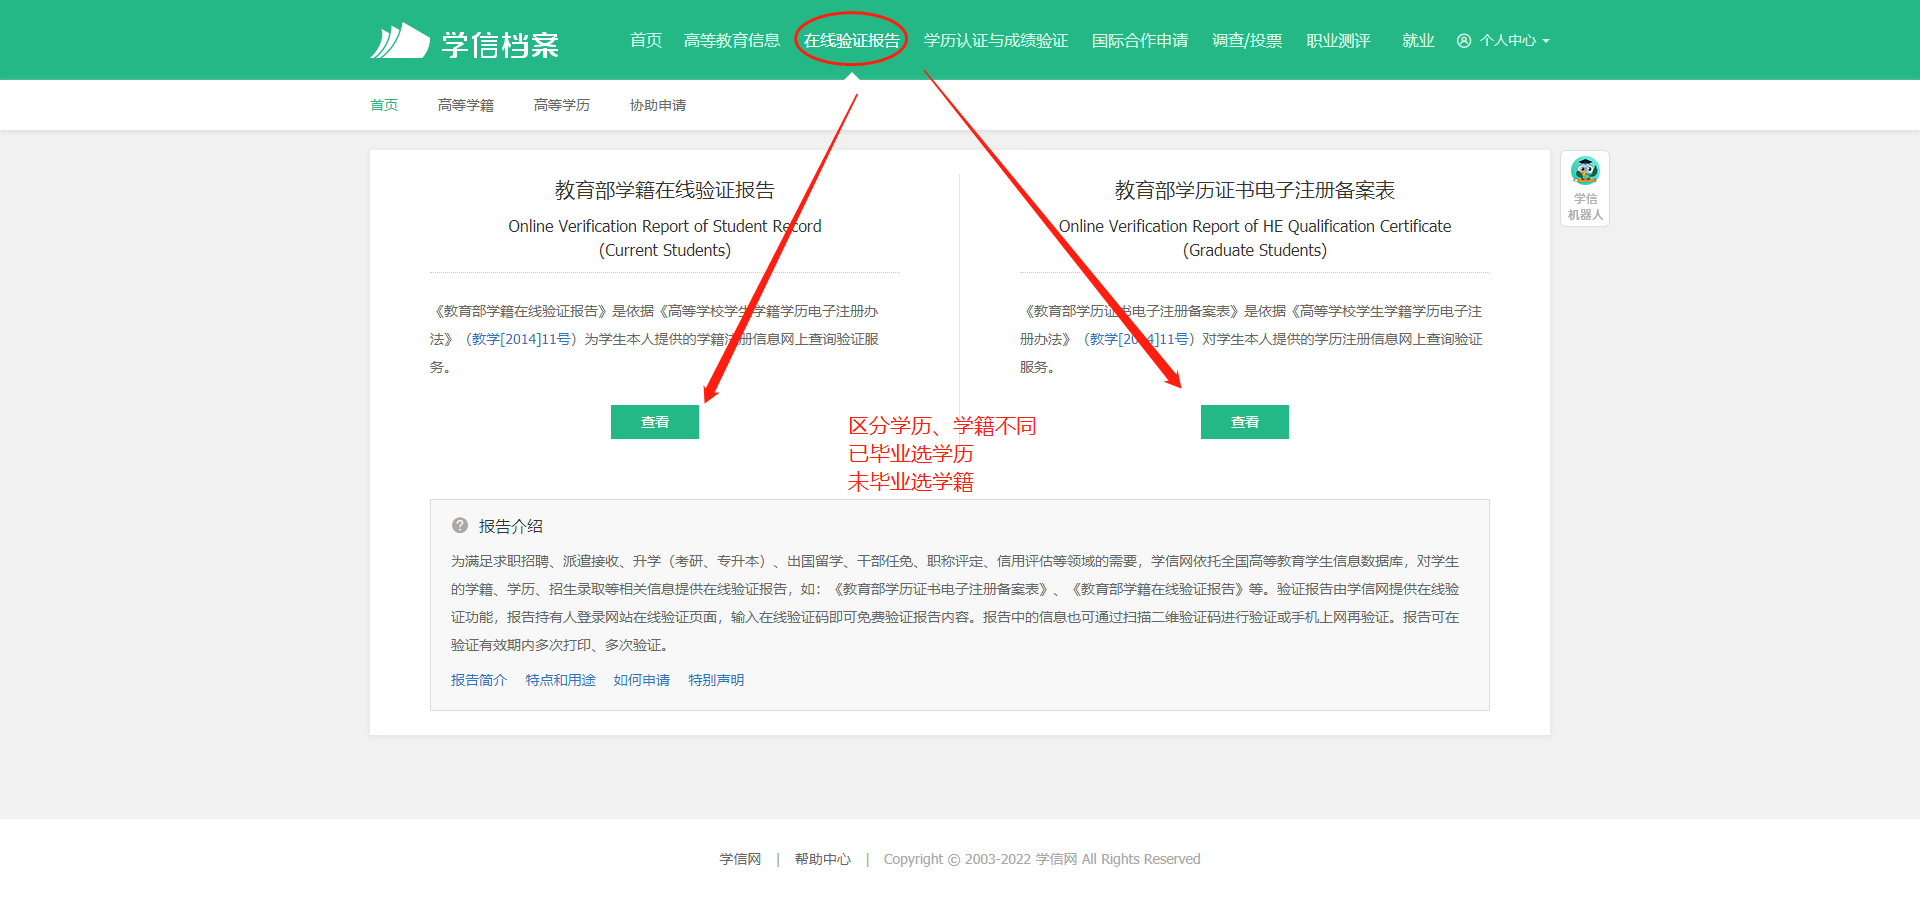 学信档案
首页 高等教育信息 在线验证报告 学历认证与成绩验证 国际合作申请 调查/投票 职业测评 就业 个人中心
首页 高等学籍 高等学历 协助申请
教育部学籍在线验证报告
Online Verification Report of Student Record
(Current Students)
《教育部学籍在线验证报告》是依据《高等学校学生学籍学历电子注册办
法》（教学[2014]11号）为学生本人提供的学籍注册信息网上查询验证服
务。
查看
教育部学历证书电子注册备案表
Online Verification Report of HE Qualification Certificate
(Graduate Students)
《教育部学历证书电子注册备案表》是依据《高等学校学生学籍学历电子注
册办法》（教学[2014]11号）对学生本人提供的学历注册信息网上查询验证
服务。
查看
学信
机器人
区分学历、学籍不同
已毕业选学历
未毕业选学籍
? 报告介绍
为满足求职招聘、派遣接收、升学（考研、专升本）、出国留学、干部任免、职称评定、信用评估等领域的需要，学信网依托全国高等教育学生信息数据库，对学生
的学籍、学历、招生录取等相关信息提供在线验证报告，如：《教育部学历证书电子注册备案表》、《教育部学籍在线验证报告》等。验证报告由学信网提供在线验
证功能，报告持有人登录网站在线验证页面，输入在线验证码即可免费验证报告内容。报告中的信息也可通过扫描二维验证码进行验证或手机上网再验证。报告可在
验证有效期内多次打印、多次验证。
报告简介 特点和用途 如何申请 特别声明
学信网 | 帮助中心 | Copyright © 2003-2022 学信网 All Rights Reserved